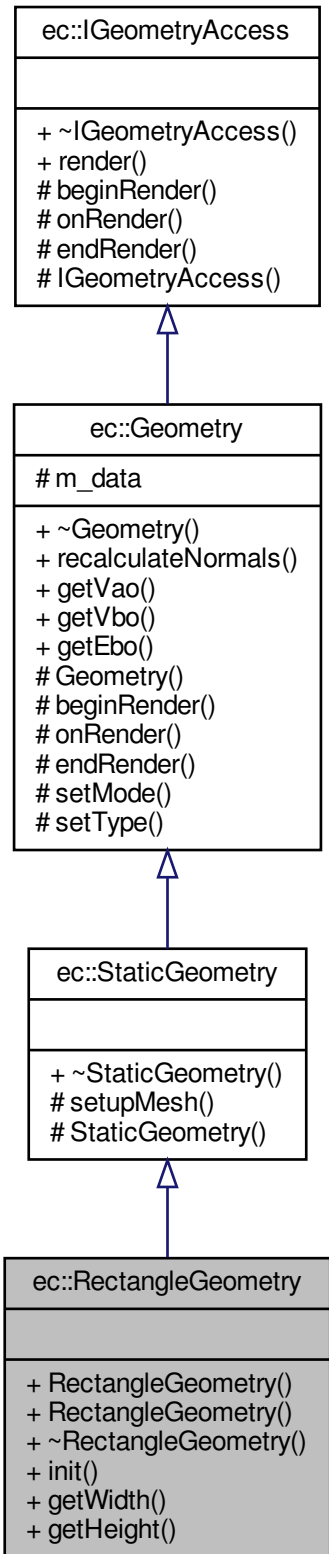 ec::IGeometryAccess
+ ~IGeometryAccess()
+ render()
# beginRender()
# onRender()
# endRender()
# IGeometryAccess()
ec::Geometry
# m_data
+ ~Geometry()
+ recalculateNormals()
+ getVao()
+ getVbo()
+ getEbo()
# Geometry()
# beginRender()
# onRender()
# endRender()
# setMode()
# setType()
ec::StaticGeometry
+ ~StaticGeometry()
# setupMesh()
# StaticGeometry()
ec::RectangleGeometry
+ RectangleGeometry()
+ RectangleGeometry()
+ ~RectangleGeometry()
+ init()
+ getWidth()
+ getHeight()